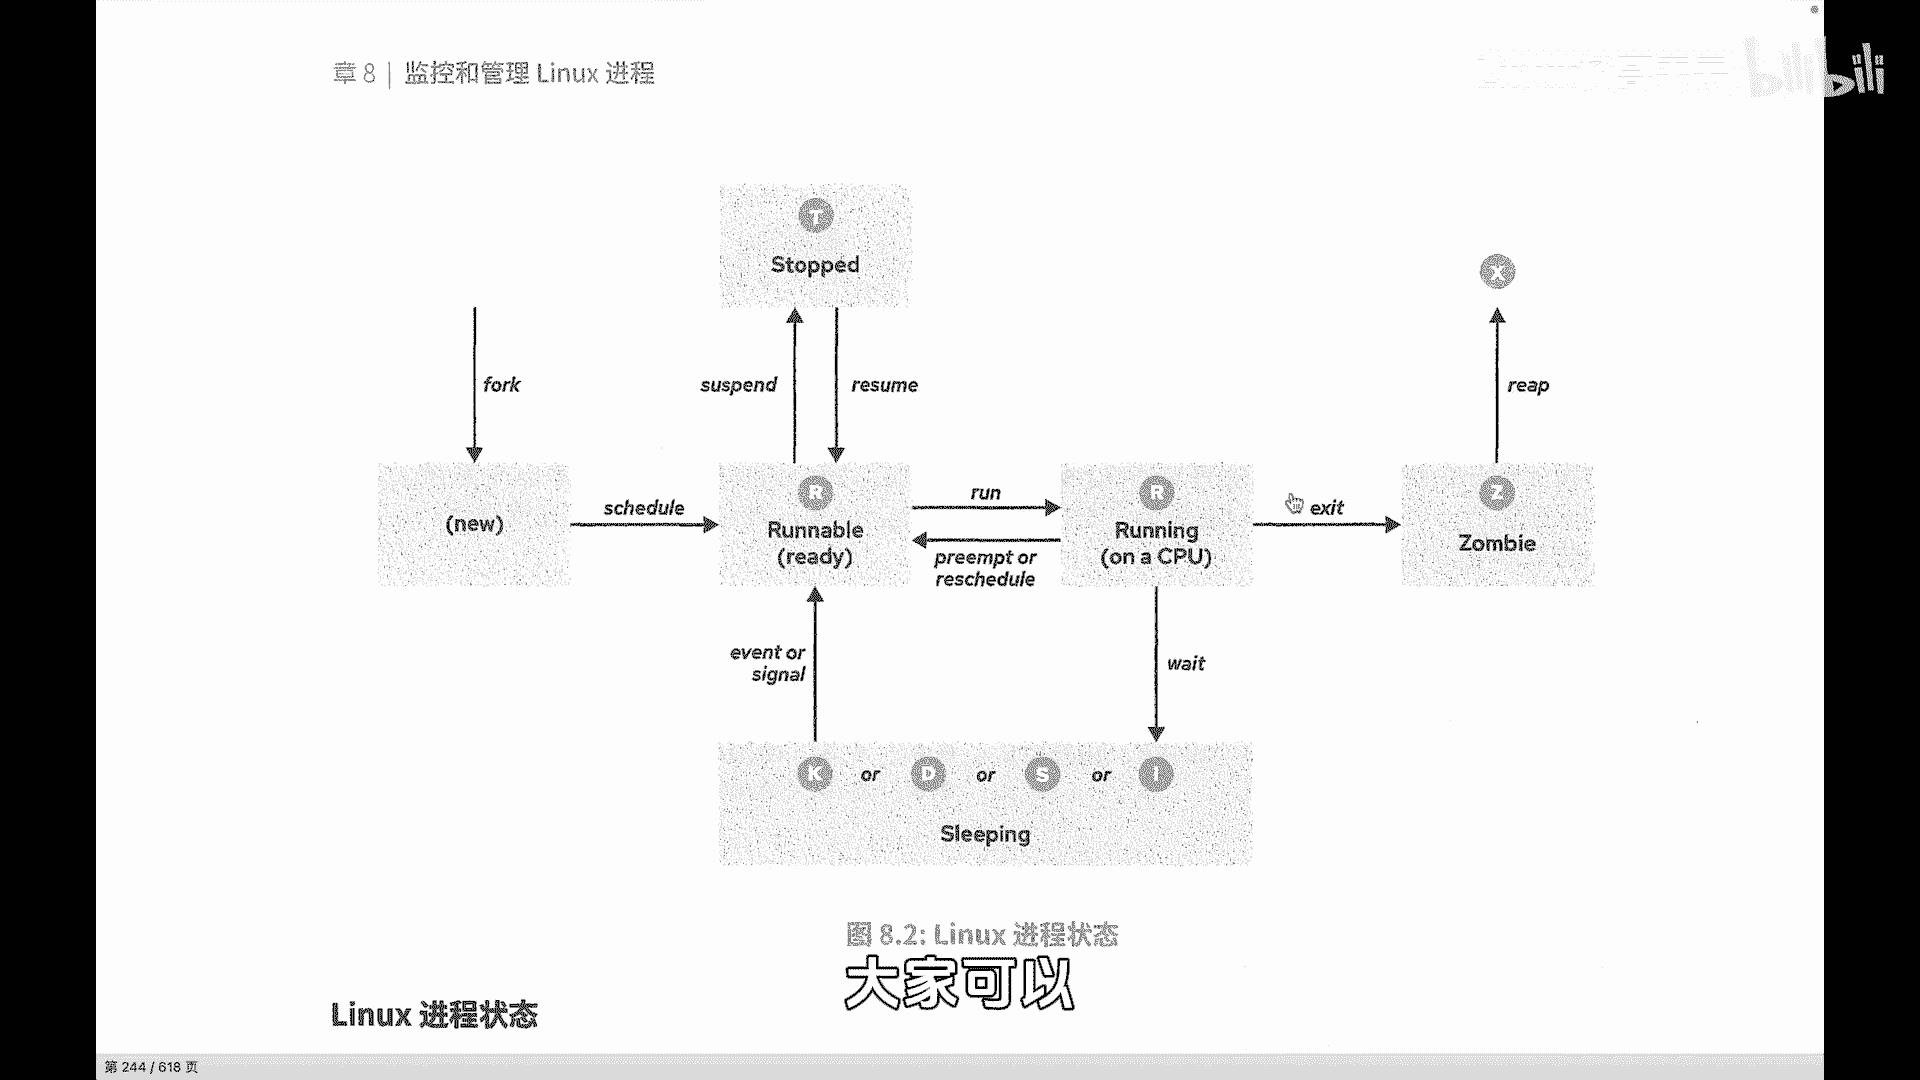 章 8 | 监控和管理 Linux 进程
bilibili
T
Stopped
X
fork
suspend
resume
reap
(new)
schedule
R
Runnable
(ready)
run
preempt or
reschedule
R
Running
(on a CPU)
exit
Z
Zombie
event or
signal
wait
K or D or S or I
Sleeping
图 8.2: Linux 进程状态
大家可以
Linux 进程状态
第 244 / 618 页